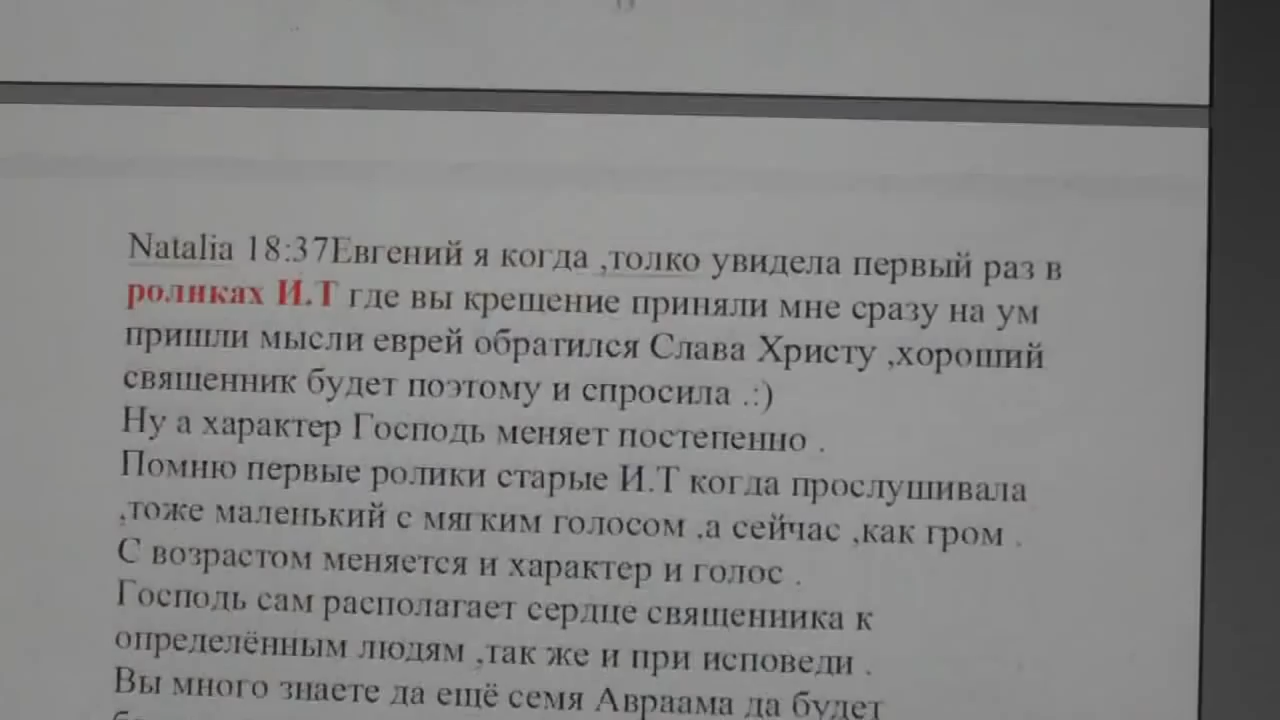 Natalia 18:37Евгений я когда ,толко увидела первый раз в
роликах И.Т где вы крещение приняли мне сразу на ум
пришли мысли еврей обратился Слава Христу ,хороший
священник будет поэтому и спросила .:)
Ну а характер Господь меняет постепенно .
Помню первые ролики старые И.Т когда прослушивала
,тоже маленький с мягким голосом ,а сейчас ,как гром .
С возрастом меняется и характер и голос .
Господь сам располагает сердце священника к
определённым людям ,так же и при исповеди .
Вы много знаете да ещё семя Авраама да будет